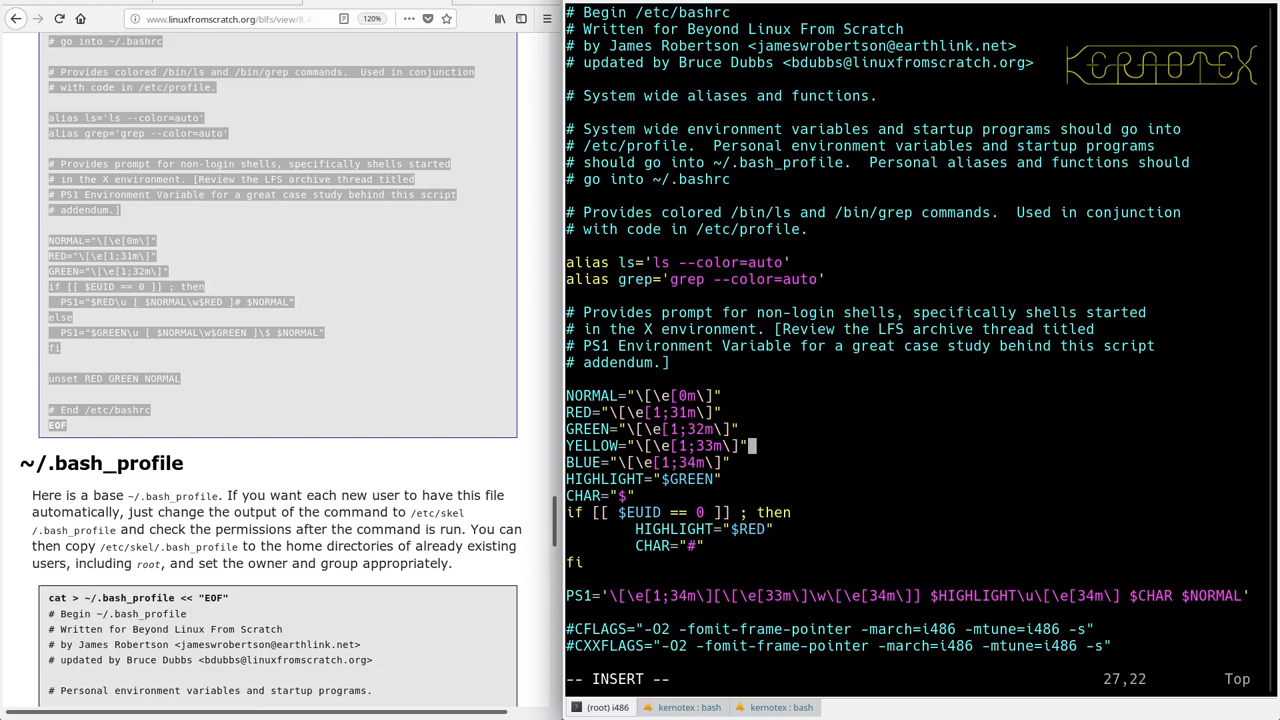 www.linuxfromscratch.org/blfs/view/8.4
120%
# go into ~/.bashrc
# Provides colored /bin/ls and /bin/grep commands.  Used in conjunction
# with code in /etc/profile.
alias ls='ls --color=auto'
alias grep='grep --color=auto'
# Provides prompt for non-login shells, specifically shells started
# in the X environment. [Review the LFS archive thread titled
# PS1 Environment Variable for a great case study behind this script
# addendum.]
NORMAL="\[\e[0m\]"
RED="\[\e[1;31m\]"
GREEN="\[\e[1;32m\]"
if [[ $EUID == 0 ]] ; then
  PS1="$RED\u [ $NORMAL\w$RED ]# $NORMAL"
else
  PS1="$GREEN\u [ $NORMAL\w$GREEN ]\$ $NORMAL"
fi
unset RED GREEN NORMAL
# End /etc/bashrc
EOF
~/.bash_profile
Here is a base ~/.bash_profile. If you want each new user to have this file
automatically, just change the output of the command to /etc/skel
/.bash_profile and check the permissions after the command is run. You can
then copy /etc/skel/.bash_profile to the home directories of already existing
users, including root, and set the owner and group appropriately.
cat > ~/.bash_profile << "EOF"
# Begin ~/.bash_profile
# Written for Beyond Linux From Scratch
# by James Robertson <jameswrobertson@earthlink.net>
# updated by Bruce Dubbs <bdubbs@linuxfromscratch.org>
# Personal environment variables and startup programs.
# Begin /etc/bashrc
# Written for Beyond Linux From Scratch
# by James Robertson <jameswrobertson@earthlink.net>
# updated by Bruce Dubbs <bdubbs@linuxfromscratch.org>
KERNOTEX
# System wide aliases and functions.
# System wide environment variables and startup programs should go into
# /etc/profile.  Personal environment variables and startup programs
# should go into ~/.bash_profile.  Personal aliases and functions should
# go into ~/.bashrc
# Provides colored /bin/ls and /bin/grep commands.  Used in conjunction
# with code in /etc/profile.
alias ls='ls --color=auto'
alias grep='grep --color=auto'
# Provides prompt for non-login shells, specifically shells started
# in the X environment. [Review the LFS archive thread titled
# PS1 Environment Variable for a great case study behind this script
# addendum.]
NORMAL="\[\e[0m\]"
RED="\[\e[1;31m\]"
GREEN="\[\e[1;32m\]"
YELLOW="\[\e[1;33m\]"
BLUE="\[\e[1;34m\]"
HIGHLIGHT="$GREEN"
CHAR="$"
if [[ $EUID == 0 ]] ; then
        HIGHLIGHT="$RED"
        CHAR="#"
fi
PS1='\[\e[1;34m\][\[\e[33m\]\w\[\e[34m\]] $HIGHLIGHT\u\[\e[34m\] $CHAR $NORMAL'
#CFLAGS="-O2 -fomit-frame-pointer -march=i486 -mtune=i486 -s"
#CXXFLAGS="-O2 -fomit-frame-pointer -march=i486 -mtune=i486 -s"
-- INSERT --
27,22
Top
(root) i486
kernotex : bash
kernotex : bash